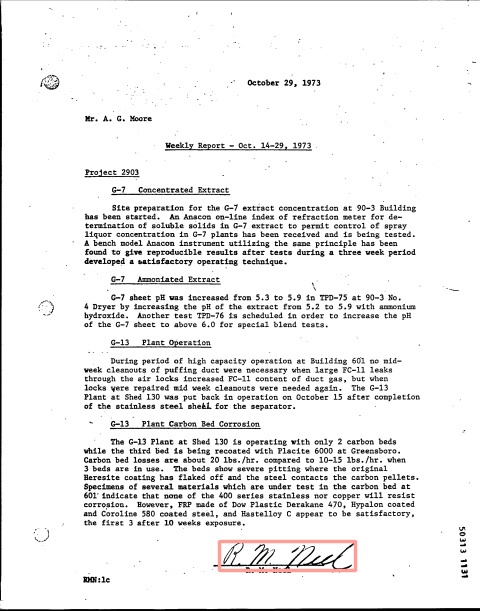 October 29, 1973
Mr. A. G. Moore
Weekly Report - Oct. 14-29, 1973
Project 2903
G-7 Concentrated Extract
Site preparation for the G-7 extract concentration at 90-3 Building
has been started. An Anacon on-line index of refraction meter for de-
termination of soluble solids in G-7 extract to permit control of spray
liquor concentration in G-7 plants has been received and is being tested.
A bench model Anacon instrument utilizing the same principle has been
found to give reproducible results after tests during a three week period
developed a satisfactory operating technique.
G-7 Ammoniated Extract
G-7 sheet pH was increased from 5.3 to 5.9 in TPD-75 at 90-3 No.
4 Dryer by increasing the pH of the extract from 5.2 to 5.9 with ammonium
hydroxide. Another test TPD-76 is scheduled in order to increase the pH
of the G-7 sheet to above 6.0 for special blend tests.
G-13 Plant Operation
During period of high capacity operation at Building 601 no mid-
week cleanouts of puffing duct were necessary when large FC-11 leaks
through the air locks increased FC-11 content of duct gas, but when
locks were repaired mid week cleanouts were needed again. The G-13
Plant at Shed 130 was put back in operation on October 15 after completion
of the stainless steel shell for the separator.
G-13 Plant Carbon Bed Corrosion
The G-13 Plant at Shed 130 is operating with only 2 carbon beds
while the third bed is being recoated with Placite 6000 at Greensboro.
Carbon bed losses are about 20 lbs./hr. compared to 10-15 lbs./hr. when
3 beds are in use. The beds show severe pitting where the original
Heresite coating has flaked off and the steel contacts the carbon pellets.
Specimens of several materials which are under test in the carbon bed at
601 indicate that none of the 400 series stainless nor copper will resist
corrosion. However, FRP made of Dow Plastic Derakane 470, Hypalon coated
and Coroline 580 coated steel, and Hastelloy C appear to be satisfactory,
the first 3 after 10 weeks exposure.
R. M. Neel
RMN:lc
50313 1131